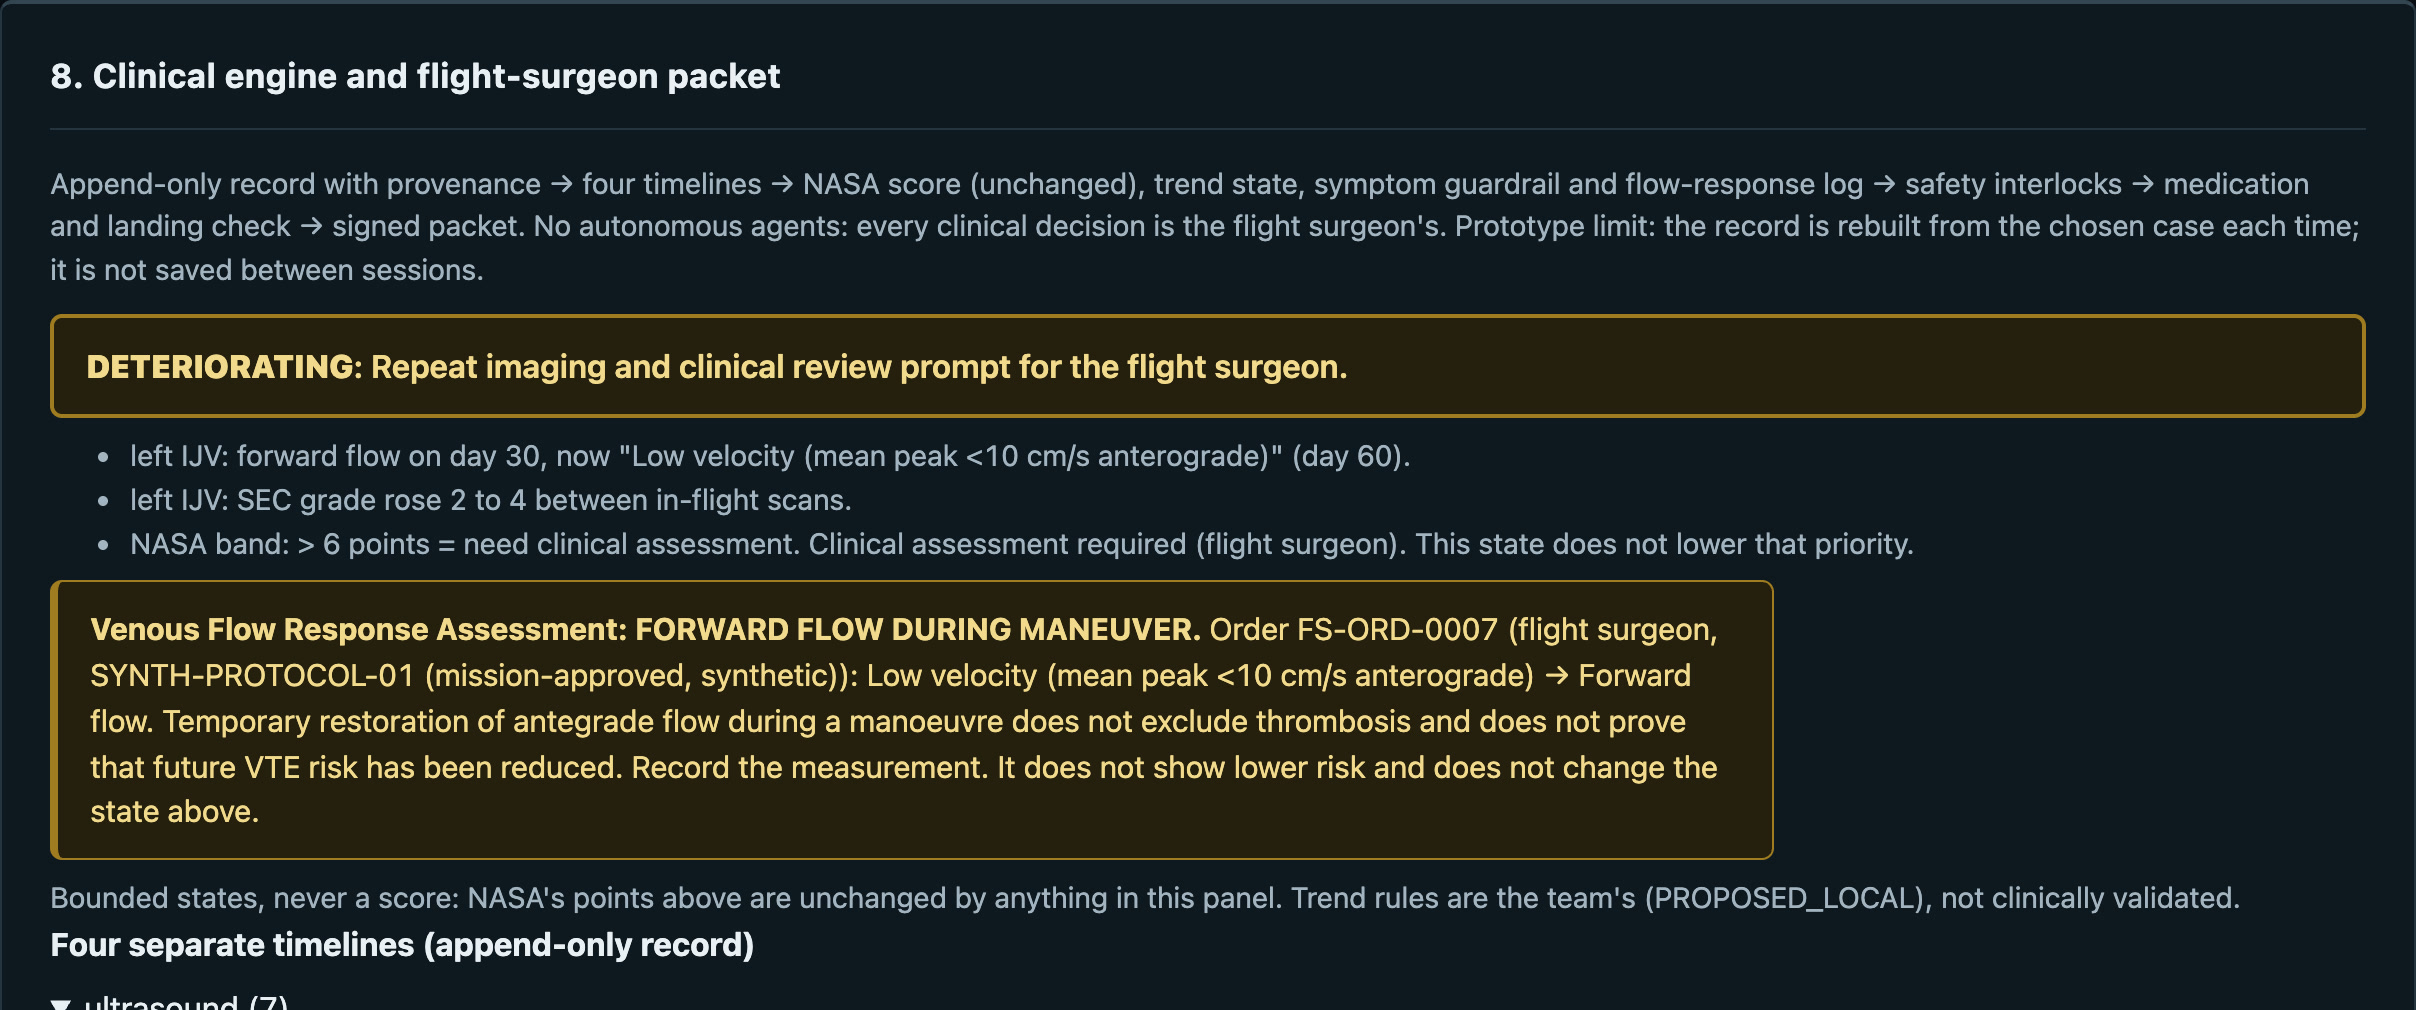 8. Clinical engine and flight-surgeon packet
Append-only record with provenance → four timelines → NASA score (unchanged), trend state, symptom guardrail and flow-response log → safety interlocks → medication
and landing check → signed packet. No autonomous agents: every clinical decision is the flight surgeon's. Prototype limit: the record is rebuilt from the chosen case each time;
it is not saved between sessions.
DETERIORATING: Repeat imaging and clinical review prompt for the flight surgeon.
• left IJV: forward flow on day 30, now "Low velocity (mean peak <10 cm/s anterograde)" (day 60).
• left IJV: SEC grade rose 2 to 4 between in-flight scans.
• NASA band: > 6 points = need clinical assessment. Clinical assessment required (flight surgeon). This state does not lower that priority.
Venous Flow Response Assessment: FORWARD FLOW DURING MANEUVER. Order FS-ORD-0007 (flight surgeon,
SYNTH-PROTOCOL-01 (mission-approved, synthetic)): Low velocity (mean peak <10 cm/s anterograde) → Forward
flow. Temporary restoration of antegrade flow during a manoeuvre does not exclude thrombosis and does not prove
that future VTE risk has been reduced. Record the measurement. It does not show lower risk and does not change the
state above.
Bounded states, never a score: NASA's points above are unchanged by anything in this panel. Trend rules are the team's (PROPOSED_LOCAL), not clinically validated.
Four separate timelines (append-only record)
▼ ultrasound (7)